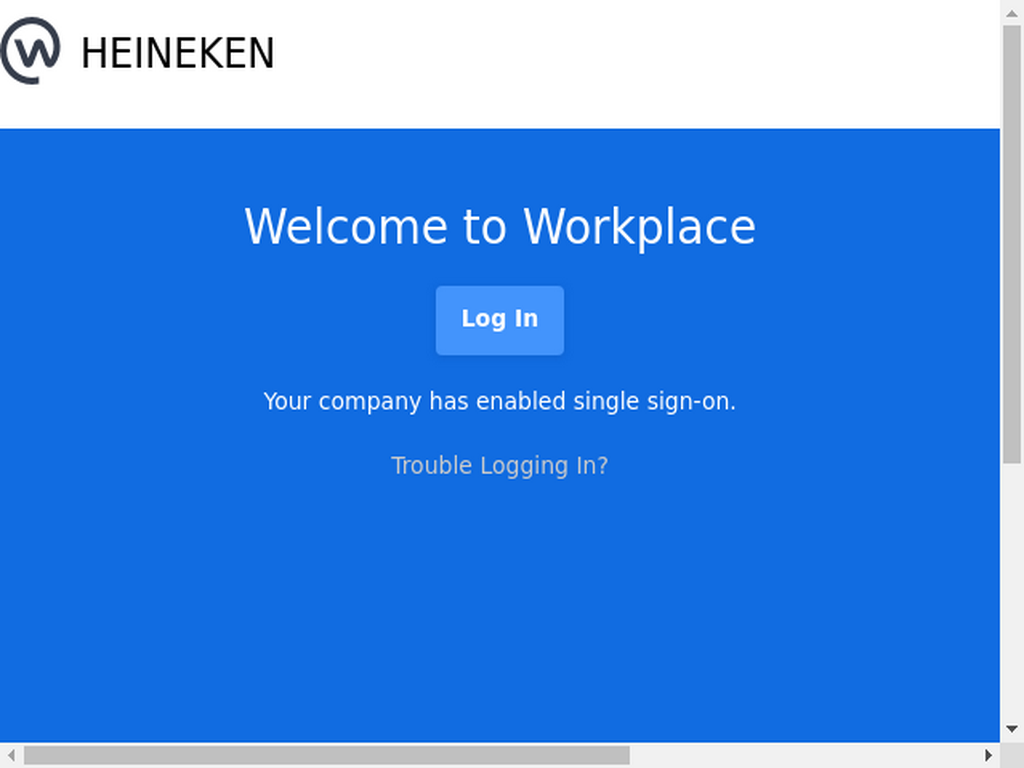 HEINEKEN
Welcome to Workplace
Log In
Your company has enabled single sign-on.
Trouble Logging In?